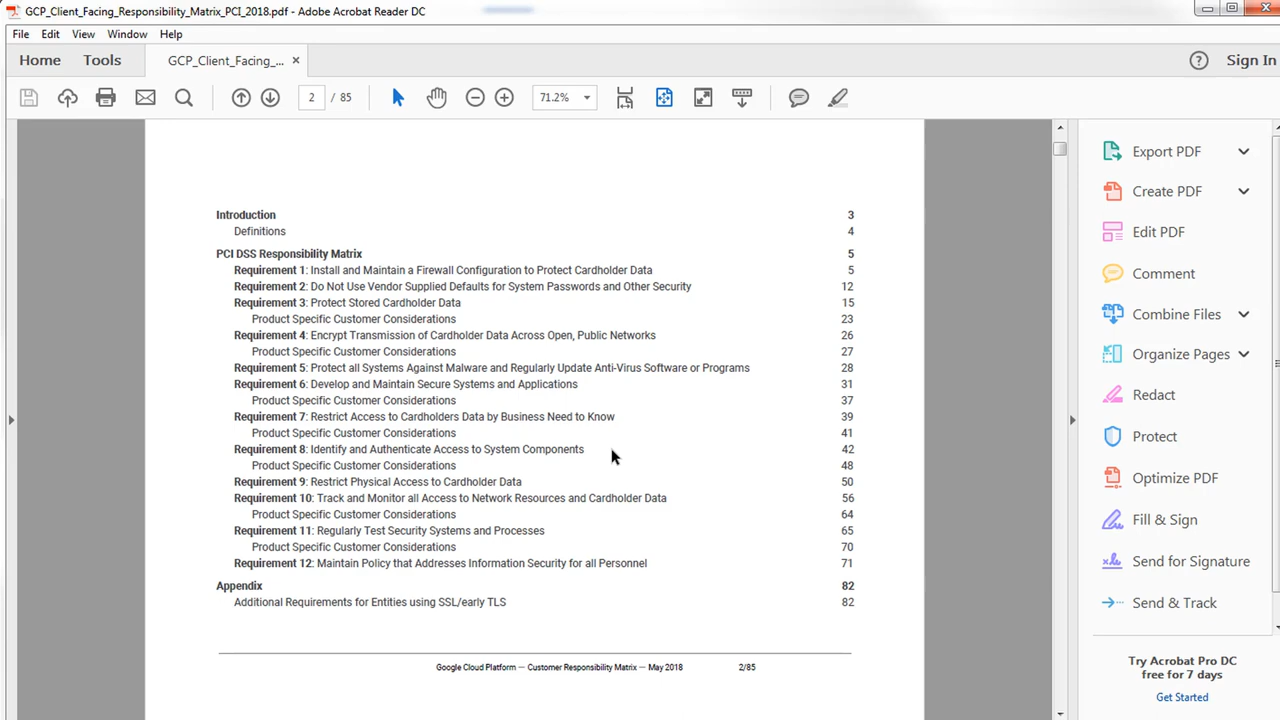 GCP_Client_Facing_Responsibility_Matrix_PCI_2018.pdf - Adobe Acrobat Reader DC
File Edit View Window Help
Home Tools GCP_Client_Facing_... × ? Sign In
2 / 85 71.2%
Introduction 3
Definitions 4
PCI DSS Responsibility Matrix 5
Requirement 1: Install and Maintain a Firewall Configuration to Protect Cardholder Data 5
Requirement 2: Do Not Use Vendor Supplied Defaults for System Passwords and Other Security 12
Requirement 3: Protect Stored Cardholder Data 15
Product Specific Customer Considerations 23
Requirement 4: Encrypt Transmission of Cardholder Data Across Open, Public Networks 26
Product Specific Customer Considerations 27
Requirement 5: Protect all Systems Against Malware and Regularly Update Anti-Virus Software or Programs 28
Requirement 6: Develop and Maintain Secure Systems and Applications 31
Product Specific Customer Considerations 37
Requirement 7: Restrict Access to Cardholders Data by Business Need to Know 39
Product Specific Customer Considerations 41
Requirement 8: Identify and Authenticate Access to System Components 42
Product Specific Customer Considerations 48
Requirement 9: Restrict Physical Access to Cardholder Data 50
Requirement 10: Track and Monitor all Access to Network Resources and Cardholder Data 56
Product Specific Customer Considerations 64
Requirement 11: Regularly Test Security Systems and Processes 65
Product Specific Customer Considerations 70
Requirement 12: Maintain Policy that Addresses Information Security for all Personnel 71
Appendix 82
Additional Requirements for Entities using SSL/early TLS 82
Google Cloud Platform — Customer Responsibility Matrix — May 2018 2/85
Export PDF
Create PDF
Edit PDF
Comment
Combine Files
Organize Pages
Redact
Protect
Optimize PDF
Fill & Sign
Send for Signature
Send & Track
Try Acrobat Pro DC
free for 7 days
Get Started